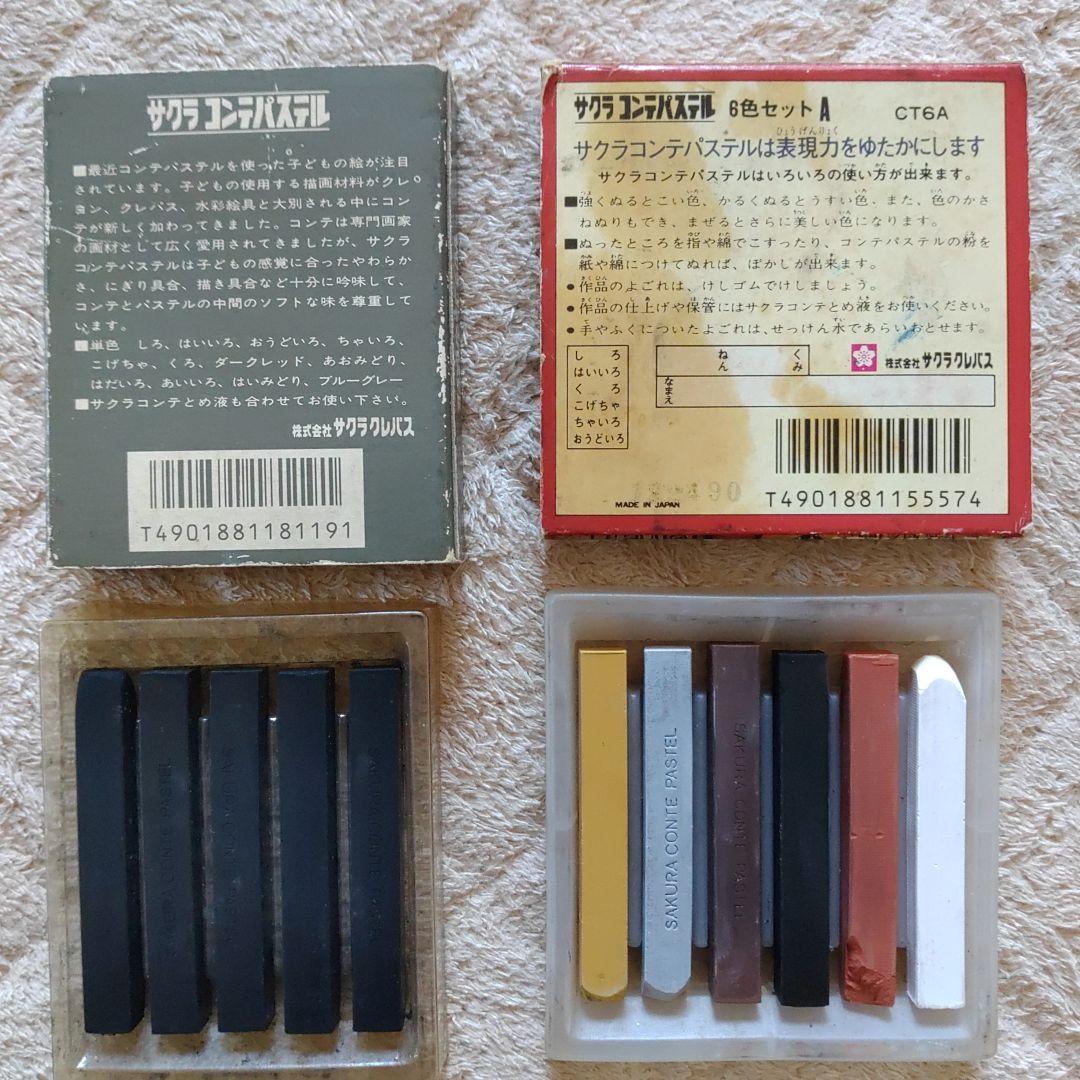 サクラ コンテパステル
■最近コンテパステルを使った子どもの絵が注目
されています。子どもの使用する描画材料がクレ
ヨン、クレパス、水彩絵具と大別される中にコン
テが新しく加わってきました。コンテは専門画家
の画材として広く愛用されてきましたが、サクラ
コンテパステルは子どもの感覚に合ったやわらか
さ、にぎり具合、描き具合など十分に吟味して、
コンテとパステルの中間のソフトな味を尊重して
います。
■単色 しろ、はいいろ、おうどいろ、ちゃいろ、
こげちゃ、くろ、ダークレッド、あおみどり、
はだいろ、あいいろ、はいみどり、ブルーグレー
■サクラコンテとめ液も合わせてお使い下さい。
株式会社 サクラクレパス
T4901881181191
サクラ コンテパステル 6色セット A CT6A
サクラコンテパステルは表現力をゆたかにします
サクラコンテパステルはいろいろの使い方が出来ます。
■強くぬるとこい色、かるくぬるとうすい色、また、色のかさ
ねぬりもでき、まぜるとさらに美しい色になります。
■ぬったところを指や綿でこすったり、コンテパステルの粉を
紙や綿につけてぬれば、ぼかしが出来ます。
●作品のよごれは、けしゴムでけしましょう。
●作品の仕上げや保管にはサクラコンテとめ液をお使いください。
●手やふくについたよごれは、せっけん水であらいおとせます。
しろ
はいいろ
くろ
こげちゃ
ちゃいろ
おうどいろ
ねん くみ
なまえ
株式会社 サクラクレパス
MADE IN JAPAN
T4901881155574
SAKURA CONTE PASTEL
SAKURA CONTE PASTEL
SAKURA CONTE PASTEL
SAKURA CONTE PASTEL